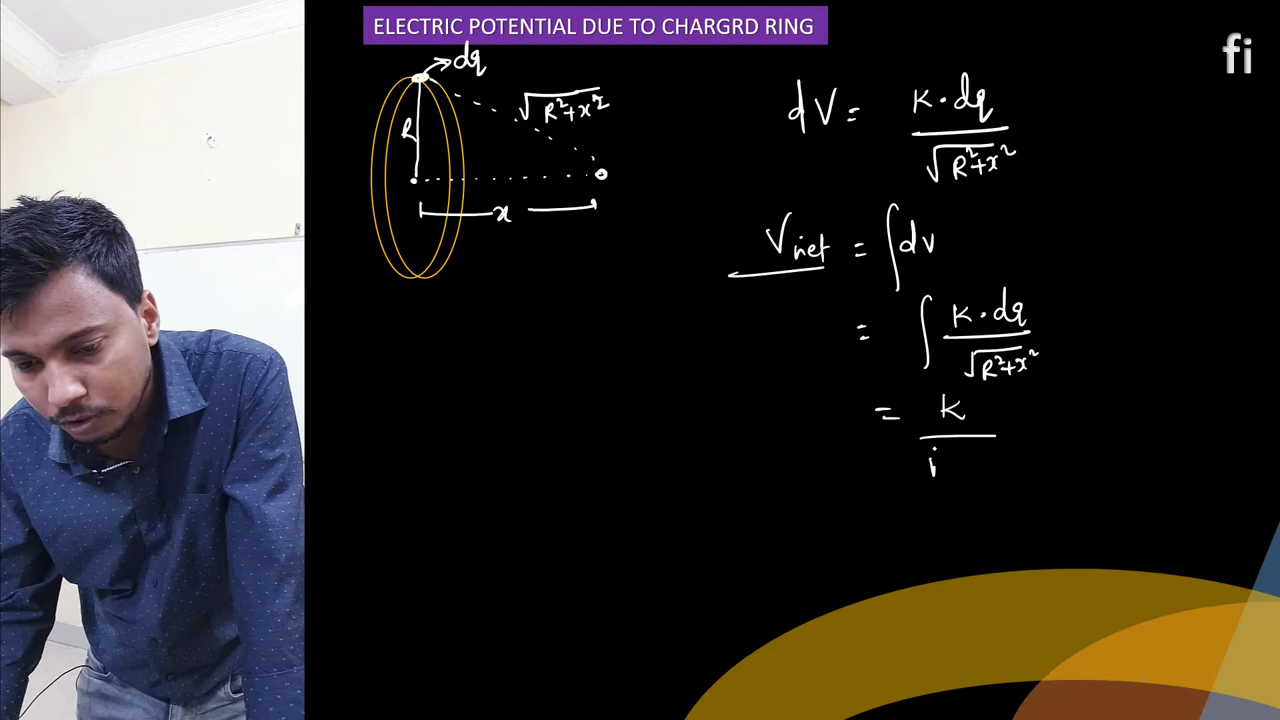 ELECTRIC POTENTIAL DUE TO CHARGRD RING
fi
dq
√R²+x²
R
x
dV = K·dq / √R²+x²
Vnet = ∫dv
= ∫ K·dq / √R²+x²
= K